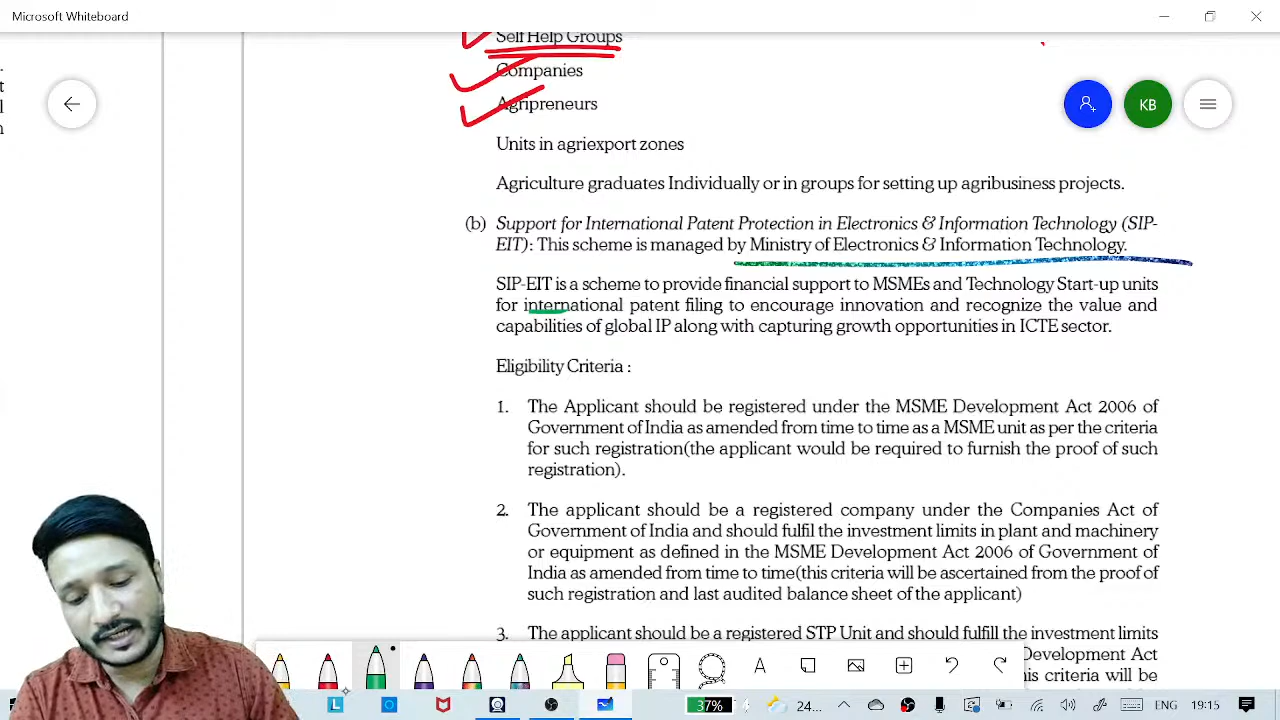 Microsoft Whiteboard
Self Help Groups
.
t
Companies
l
KB
Agripreneurs
n
Units in agriexport zones
Agriculture graduates Individually or in groups for setting up agribusiness projects.
(b) Support for International Patent Protection in Electronics & Information Technology (SIP-
EIT): This scheme is managed by Ministry of Electronics & Information Technology.
SIP-EIT is a scheme to provide financial support to MSMEs and Technology Start-up units
for international patent filing to encourage innovation and recognize the value and
capabilities of global IP along with capturing growth opportunities in ICTE sector.
Eligibility Criteria :
1. The Applicant should be registered under the MSME Development Act 2006 of
Government of India as amended from time to time as a MSME unit as per the criteria
for such registration(the applicant would be required to furnish the proof of such
registration).
2. The applicant should be a registered company under the Companies Act of
Government of India and should fulfil the investment limits in plant and machinery
or equipment as defined in the MSME Development Act 2006 of Government of
India as amended from time to time(this criteria will be ascertained from the proof of
such registration and last audited balance sheet of the applicant)
3. The applicant should be a registered STP Unit and should fulfill the investment limits
Development Act
his criteria will be
37%
24...
ENG
19:15